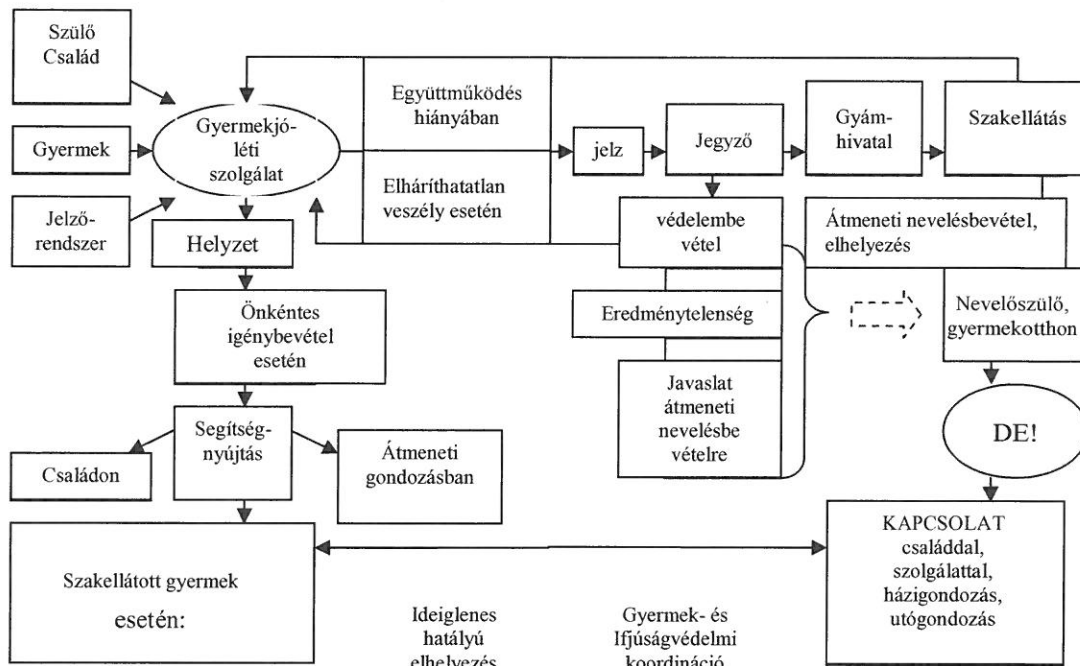 Szülő
Család
Gyermek
Jelző-
rendszer
Gyermekjó-
léti
szolgálat
Együttműködés
hiányában
Elháríthatatlan
veszély esetén
jelz
Jegyző
Gyám-
hivatal
Szakellátás
védelembe
vétel
Átmeneti nevelésbevétel,
elhelyezés
Helyzet
Önkéntes
igénybevétel
esetén
Eredménytelenség
Nevelőszülő,
gyermekotthon
Javaslat
átmeneti
nevelésbe
vételre
Segítség-
nyújtás
Családon
Átmeneti
gondozásban
DE!
Szakellátott gyermek
esetén:
KAPCSOLAT
családdal,
szolgálattal,
házigondozás,
utógondozás
Ideiglenes
hatályú
elhelyezés
Gyermek- és
Ifjúságvédelmi
koordináció